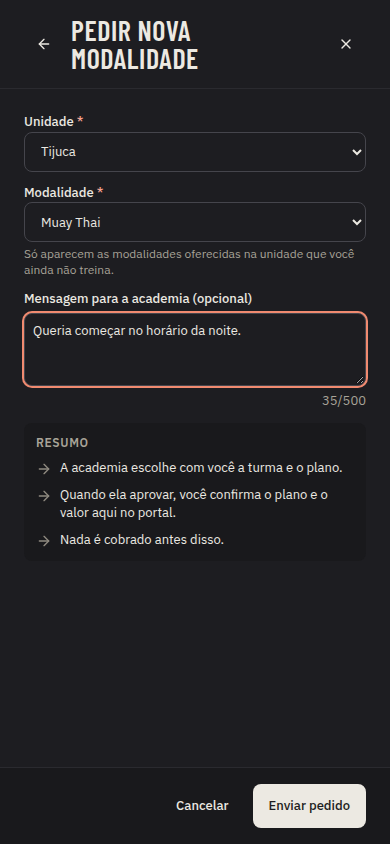 PEDIR NOVA
MODALIDADE
Unidade *
Tijuca
Modalidade *
Muay Thai
Só aparecem as modalidades oferecidas na unidade que você
ainda não treina.
Mensagem para a academia (opcional)
Queria começar no horário da noite.
35/500
RESUMO
A academia escolhe com você a turma e o plano.
Quando ela aprovar, você confirma o plano e o
valor aqui no portal.
Nada é cobrado antes disso.
Cancelar
Enviar pedido